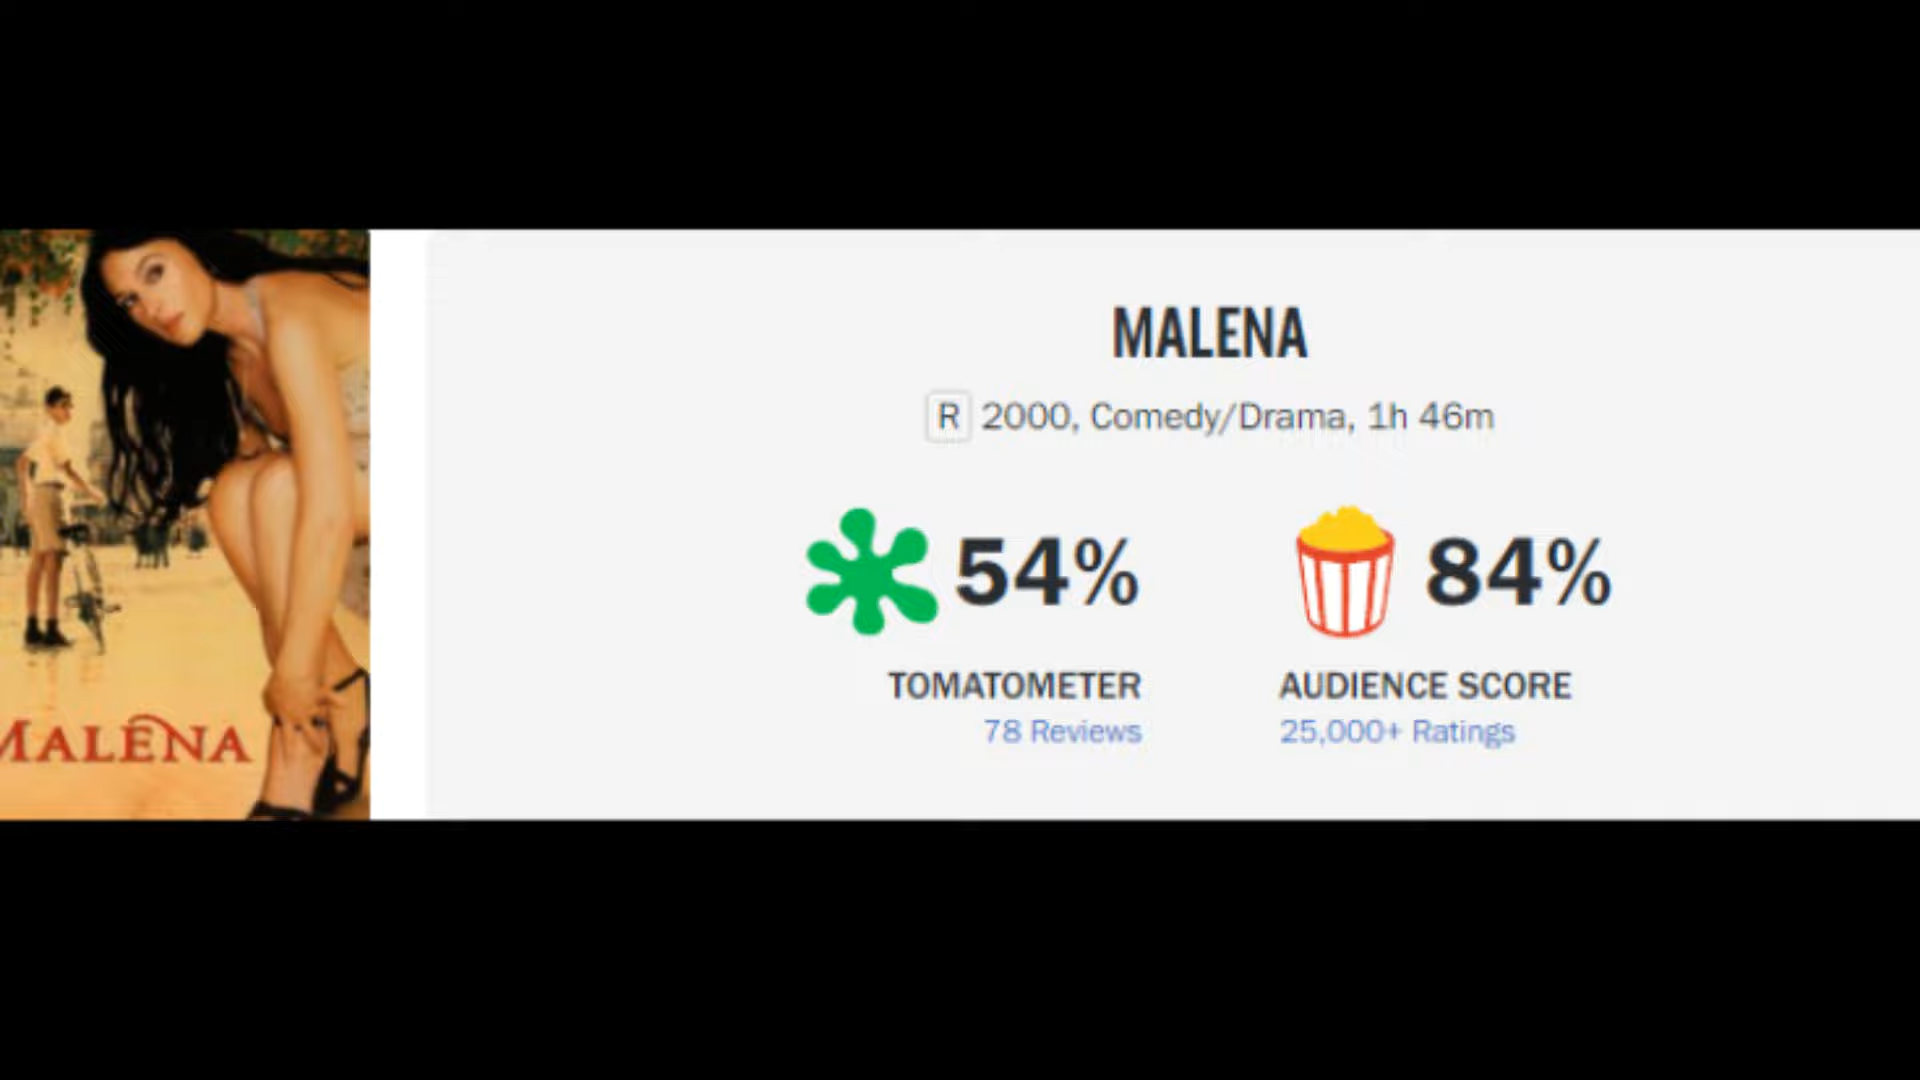 MALENA
MALENA
R 2000, Comedy/Drama, 1h 46m
54%
84%
TOMATOMETER
AUDIENCE SCORE
78 Reviews
25,000+ Ratings